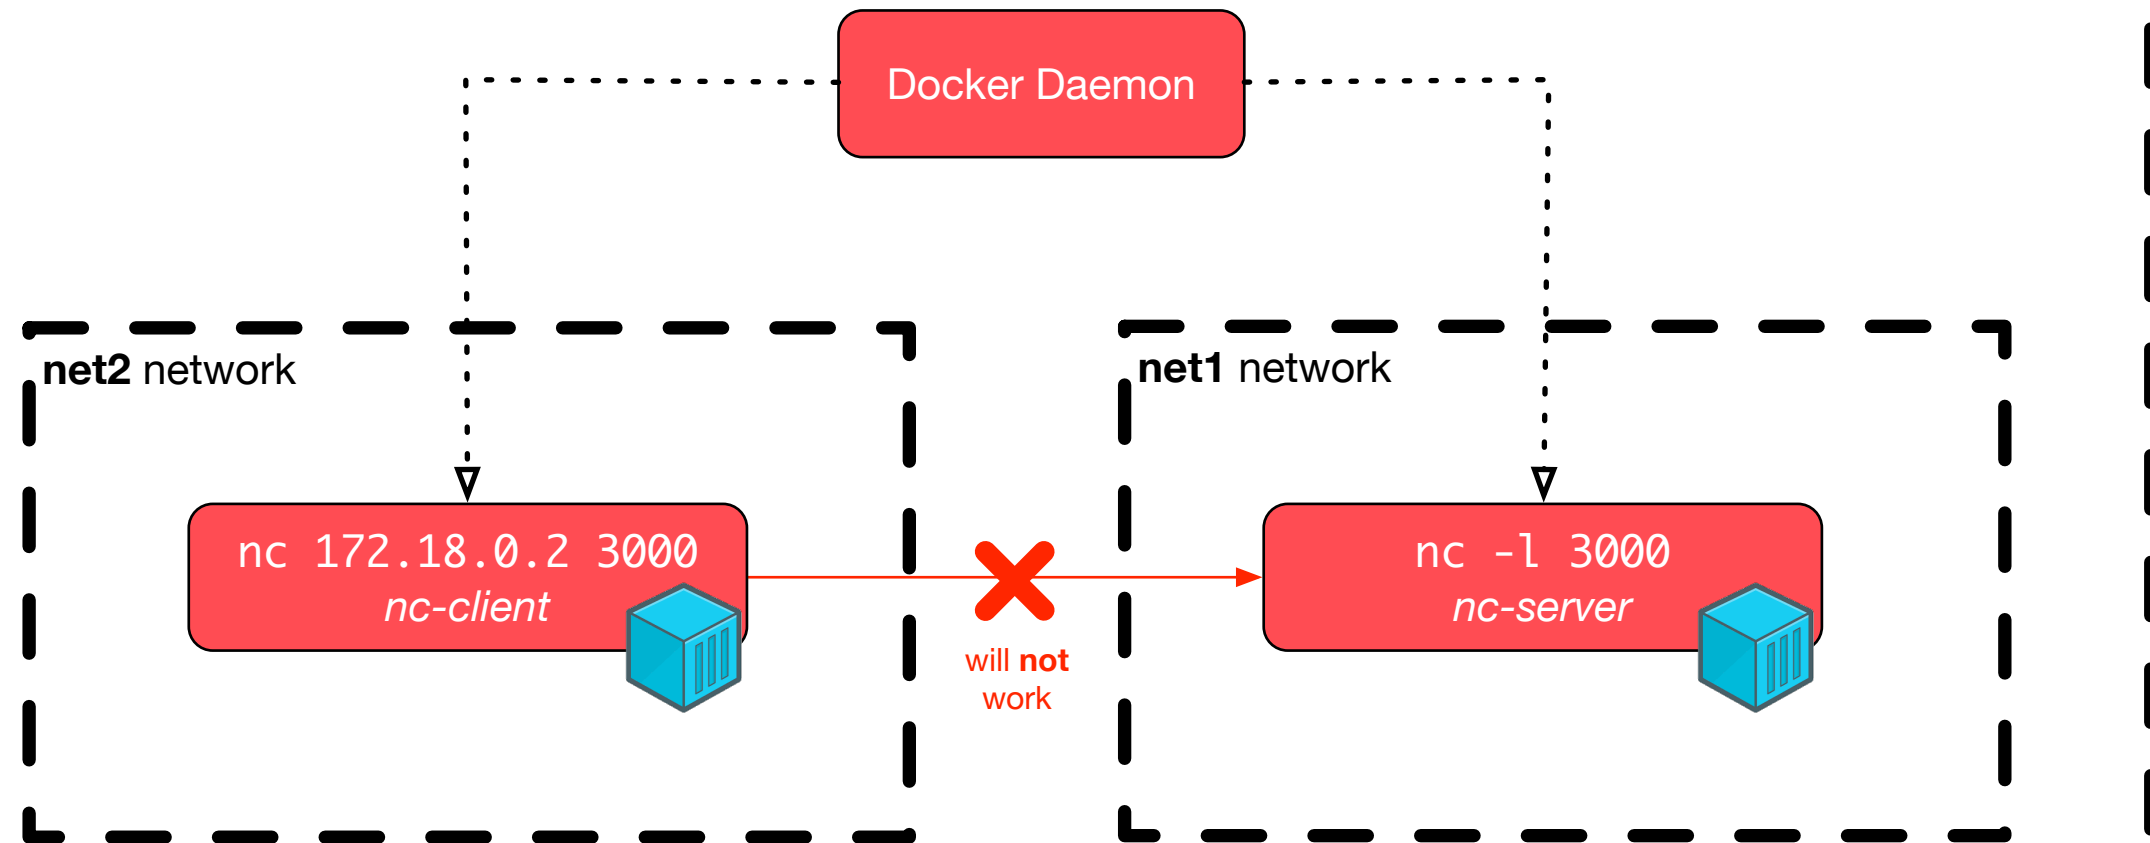 Docker Daemon
net2 network
net1 network
nc 172.18.0.2 3000
nc-client
will not
work
nc -l 3000
nc-server